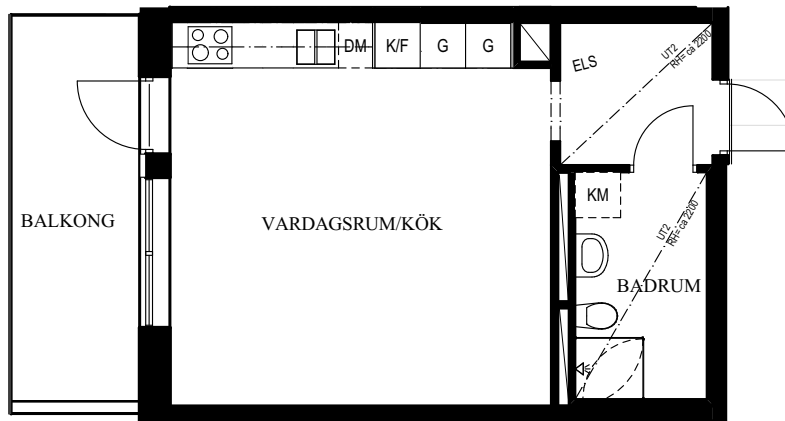 DM K/F G G
ELS
UT2
RH= ca 2200
KM
UT2
RH= ca 2200
BALKONG
VARDAGSRUM/KÖK
BADRUM